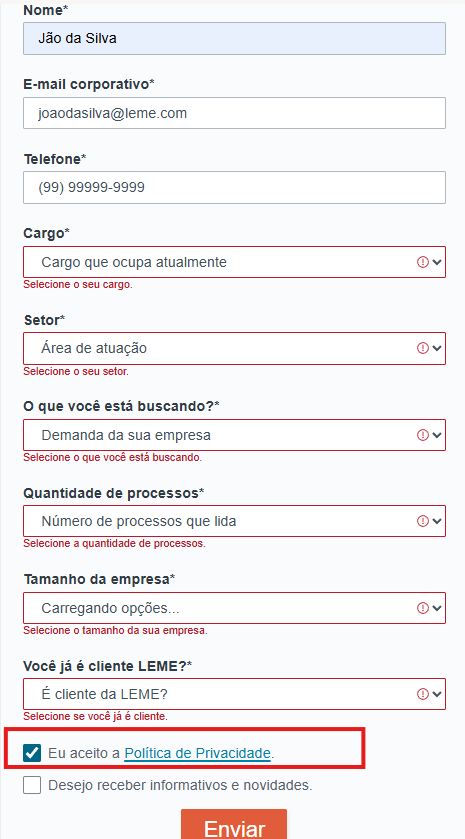 Nome*
Jão da Silva
E-mail corporativo*
joaodasilva@leme.com
Telefone*
(99) 99999-9999
Cargo*
Cargo que ocupa atualmente
Selecione o seu cargo.
Setor*
Área de atuação
Selecione o seu setor.
O que você está buscando?*
Demanda da sua empresa
Selecione o que você está buscando.
Quantidade de processos*
Número de processos que lida
Selecione a quantidade de processos.
Tamanho da empresa*
Carregando opções...
Selecione o tamanho da sua empresa.
Você já é cliente LEME?*
É cliente da LEME?
Selecione se você já é cliente.
Eu aceito a Política de Privacidade.
Desejo receber informativos e novidades.
Enviar